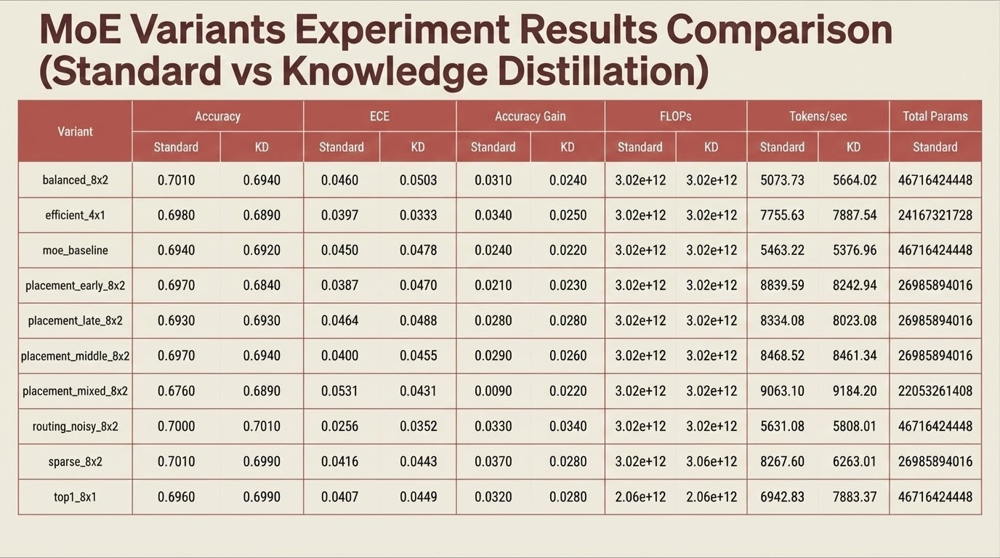 MoE Variants Experiment Results Comparison
(Standard vs Knowledge Distillation)
Variant Accuracy ECE Accuracy Gain FLOPs Tokens/sec Total Params
Standard KD Standard KD Standard KD Standard KD Standard KD Standard
balanced_8x2 0.7010 0.6940 0.0460 0.0503 0.0310 0.0240 3.02e+12 3.02e+12 5073.73 5664.02 46716424448
efficient_4x1 0.6980 0.6890 0.0397 0.0333 0.0340 0.0250 3.02e+12 3.02e+12 7755.63 7887.54 24167321728
moe_baseline 0.6940 0.6920 0.0450 0.0478 0.0240 0.0220 3.02e+12 3.02e+12 5463.22 5376.96 46716424448
placement_early_8x2 0.6970 0.6840 0.0387 0.0470 0.0210 0.0230 3.02e+12 3.02e+12 8839.59 8242.94 26985894016
placement_late_8x2 0.6930 0.6930 0.0464 0.0488 0.0280 0.0280 3.02e+12 3.02e+12 8334.08 8023.08 26985894016
placement_middle_8x2 0.6970 0.6940 0.0400 0.0455 0.0290 0.0260 3.02e+12 3.02e+12 8468.52 8461.34 26985894016
placement_mixed_8x2 0.6760 0.6890 0.0531 0.0431 0.0090 0.0220 3.02e+12 3.02e+12 9063.10 9184.20 22053261408
routing_noisy_8x2 0.7000 0.7010 0.0256 0.0352 0.0330 0.0340 3.02e+12 3.02e+12 5631.08 5808.01 46716424448
sparse_8x2 0.7010 0.6990 0.0416 0.0443 0.0370 0.0280 3.02e+12 3.06e+12 8267.60 6263.01 26985894016
top1_8x1 0.6960 0.6990 0.0407 0.0449 0.0320 0.0280 2.06e+12 2.06e+12 6942.83 7883.37 46716424448